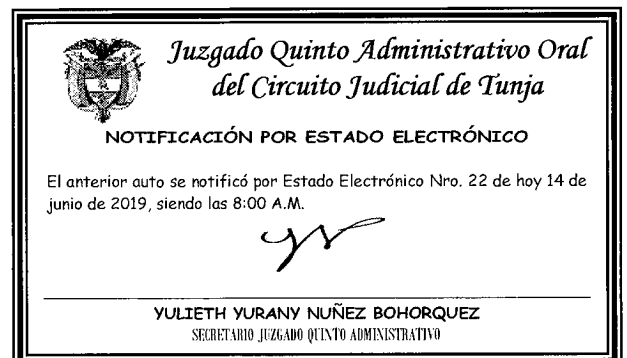 Juzgado Quinto Administrativo Oral
del Circuito Judicial de Tunja
NOTIFICACIÓN POR ESTADO ELECTRÓNICO
El anterior auto se notificó por Estado Electrónico Nro. 22 de hoy 14 de
junio de 2019, siendo las 8:00 A.M.
YULIETH YURANY NUÑEZ BOHORQUEZ
SECRETARIO JUZGADO QUINTO ADMINISTRATIVO